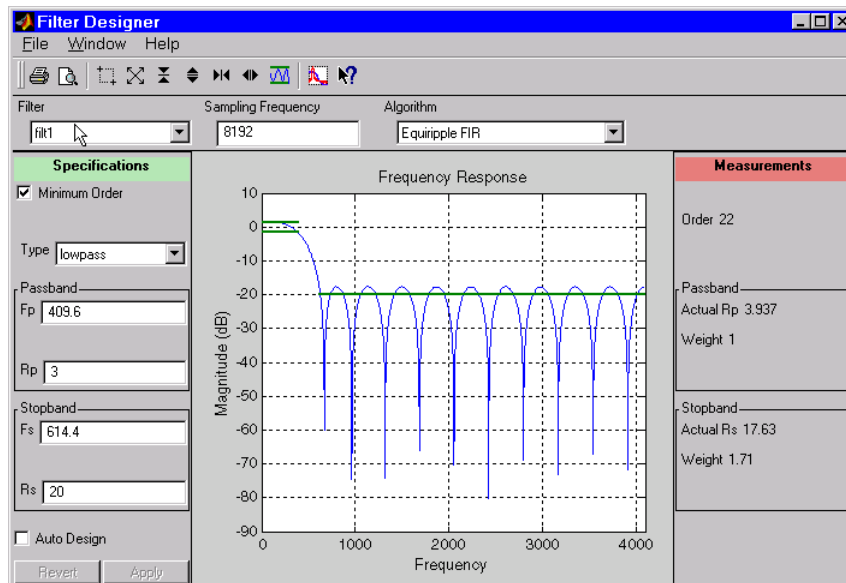 Filter Designer
File Window Help
Filter
filt1
Sampling Frequency
8192
Algorithm
Equiripple FIR
Specifications
Minimum Order
Type lowpass
Passband
Fp 409.6
Rp 3
Stopband
Fs 614.4
Rs 20
Auto Design
Revert Apply
Frequency Response
Magnitude (dB)
10
0
-10
-20
-30
-40
-50
-60
-70
-80
-90
0 1000 2000 3000 4000
Frequency
Measurements
Order 22
Passband
Actual Rp 3.937
Weight 1
Stopband
Actual Rs 17.63
Weight 1.71